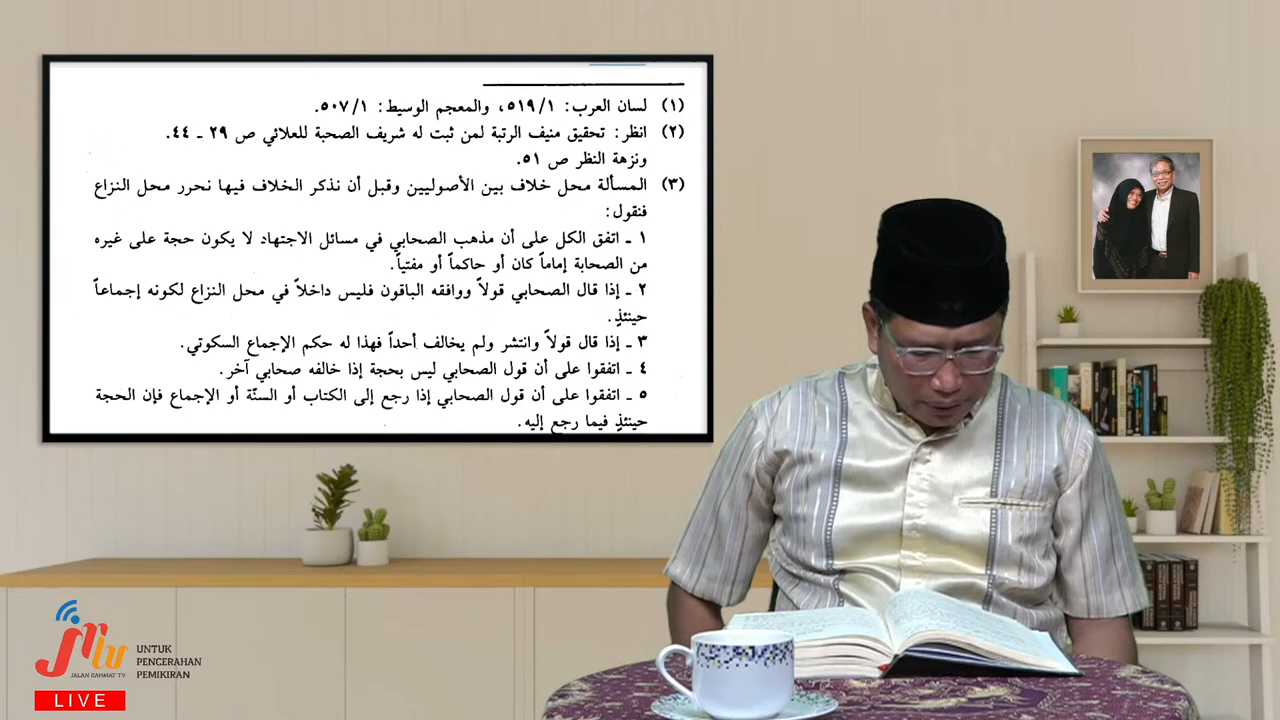 (١) لسان العرب: ٥١٩/١، والمعجم الوسيط: ٥٠٧/١.
(٢) انظر: تحقيق منيف الرتبة لمن ثبت له شريف الصحبة للعلائي ص ٢٩ ـ ٤٤.
ونزهة النظر ص ٥١.
(٣) المسألة محل خلاف بين الأصوليين وقبل أن نذكر الخلاف فيها نحرر محل النزاع
فنقول:
١ ـ اتفق الكل على أن مذهب الصحابي في مسائل الاجتهاد لا يكون حجة على غيره
من الصحابة إماماً كان أو حاكماً أو مفتياً.
٢ ـ إذا قال الصحابي قولاً ووافقه الباقون فليس داخلاً في محل النزاع لكونه إجماعاً
حينئذٍ.
٣ ـ إذا قال قولاً وانتشر ولم يخالف أحداً فهذا له حكم الإجماع السكوتي.
٤ ـ اتفقوا على أن قول الصحابي ليس بحجة إذا خالفه صحابي آخر.
٥ ـ اتفقوا على أن قول الصحابي إذا رجع إلى الكتاب أو السنّة أو الإجماع فإن الحجة
حينئذٍ فيما رجع إليه.
JRTV
JALAN RAHMAT TV
UNTUK
PENCERAHAN
PEMIKIRAN
LIVE